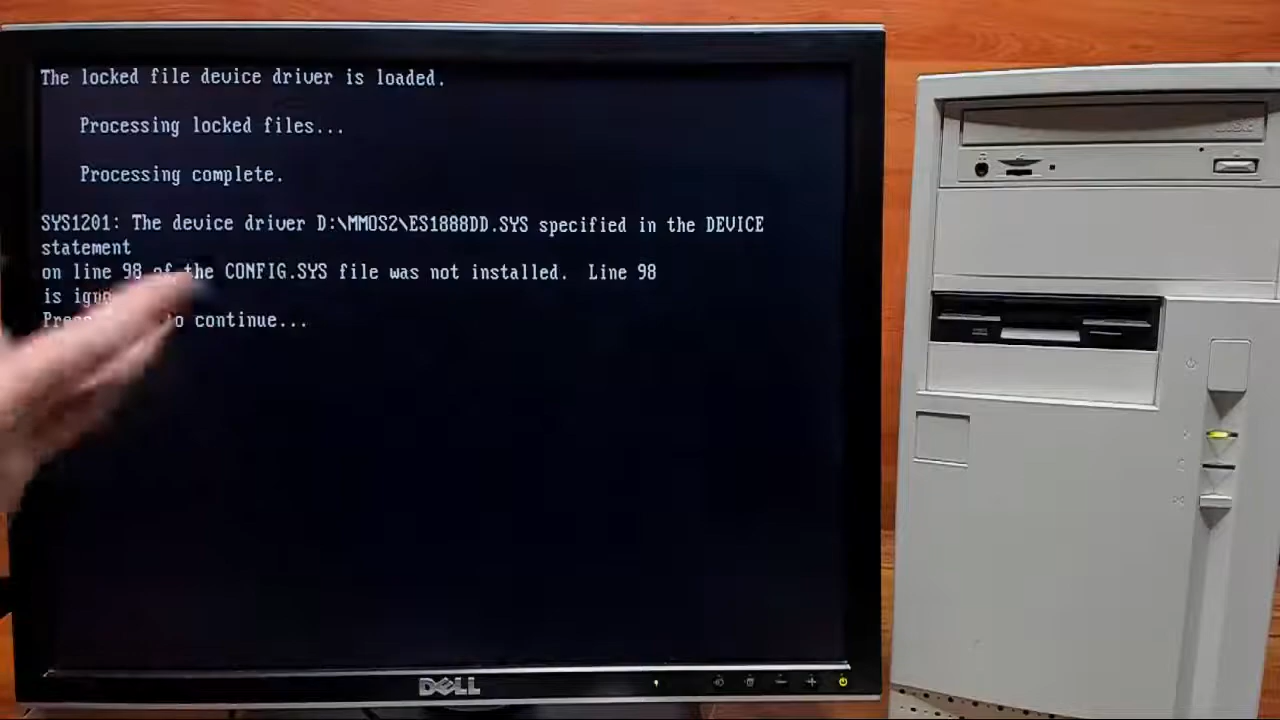 The locked file device driver is loaded.
Processing locked files...
Processing complete.
SYS1201: The device driver D:\MMOS2\ES1888DD.SYS specified in the DEVICE
statement
on line 98 of the CONFIG.SYS file was not installed.  Line 98
is
to continue...
DELL